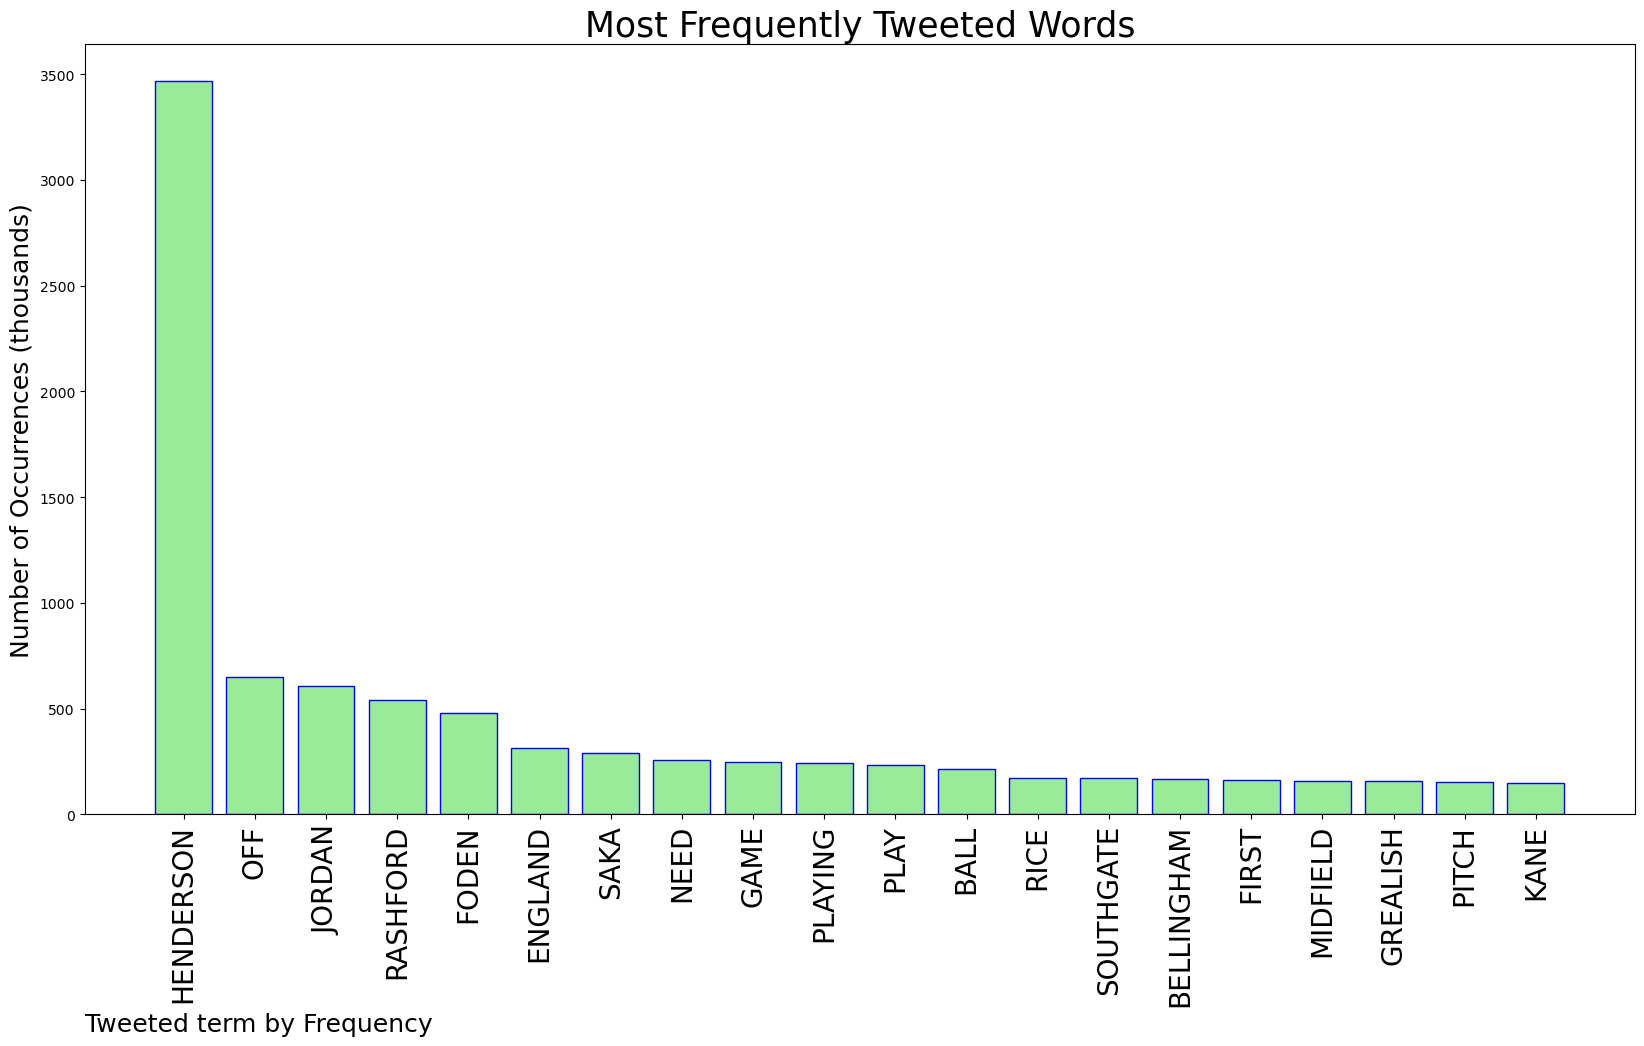 Most Frequently Tweeted Words
Number of Occurrences (thousands)
3500
3000
2500
2000
1500
1000
500
0
HENDERSON
OFF
JORDAN
RASHFORD
FODEN
ENGLAND
SAKA
NEED
GAME
PLAYING
PLAY
BALL
RICE
SOUTHGATE
BELLINGHAM
FIRST
MIDFIELD
GREALISH
PITCH
KANE
Tweeted term by Frequency